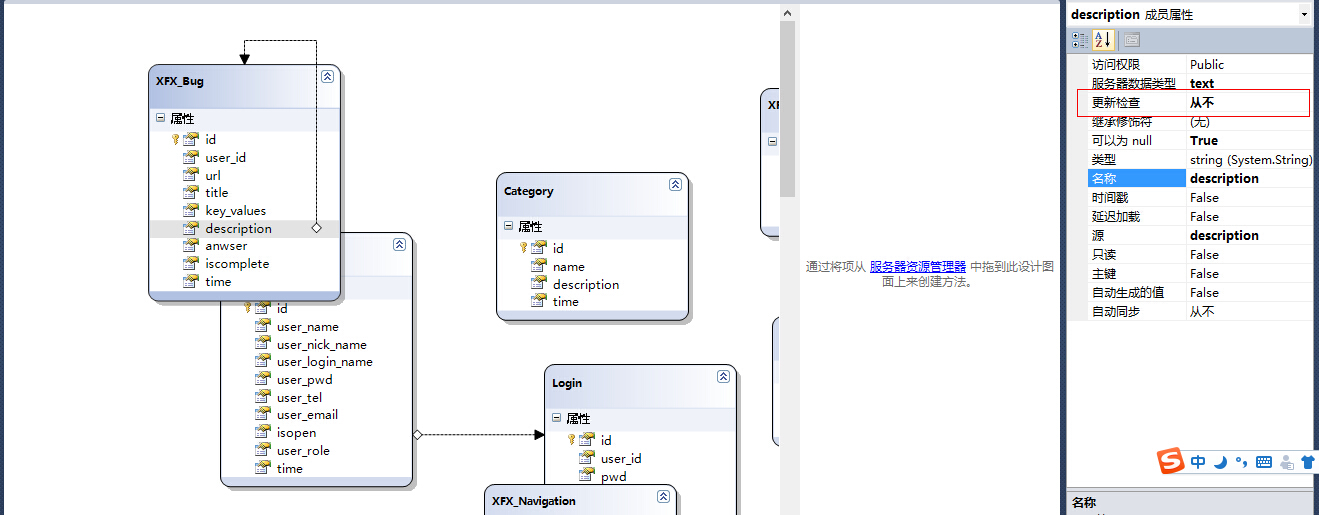 XFX_Bug
属性
id
user_id
url
title
key_values
description
anwser
iscomplete
time
id
user_name
user_nick_name
user_login_name
user_pwd
user_tel
user_email
isopen
user_role
time
Category
属性
id
name
description
time
Login
属性
id
user_id
pwd
XFX_Navigation
通过将项从 服务器资源管理器 中拖到此设计图
面上来创建方法。
description 成员属性
访问权限 Public
服务器数据类型 text
更新检查 从不
继承修饰符 (无)
可以为 null True
类型 string (System.String)
名称 description
时间戳 False
延迟加载 False
源 description
只读 False
主键 False
自动生成的值 False
自动同步 从不
中
名称